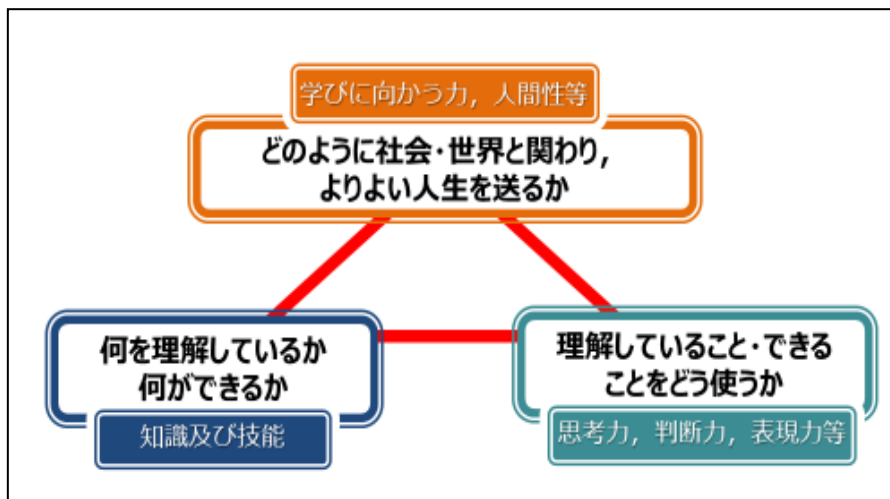 学びに向かう力，人間性等
どのように社会・世界と関わり，
よりよい人生を送るか
何を理解しているか
何ができるか
知識及び技能
理解していること・できる
ことをどう使うか
思考力，判断力，表現力等